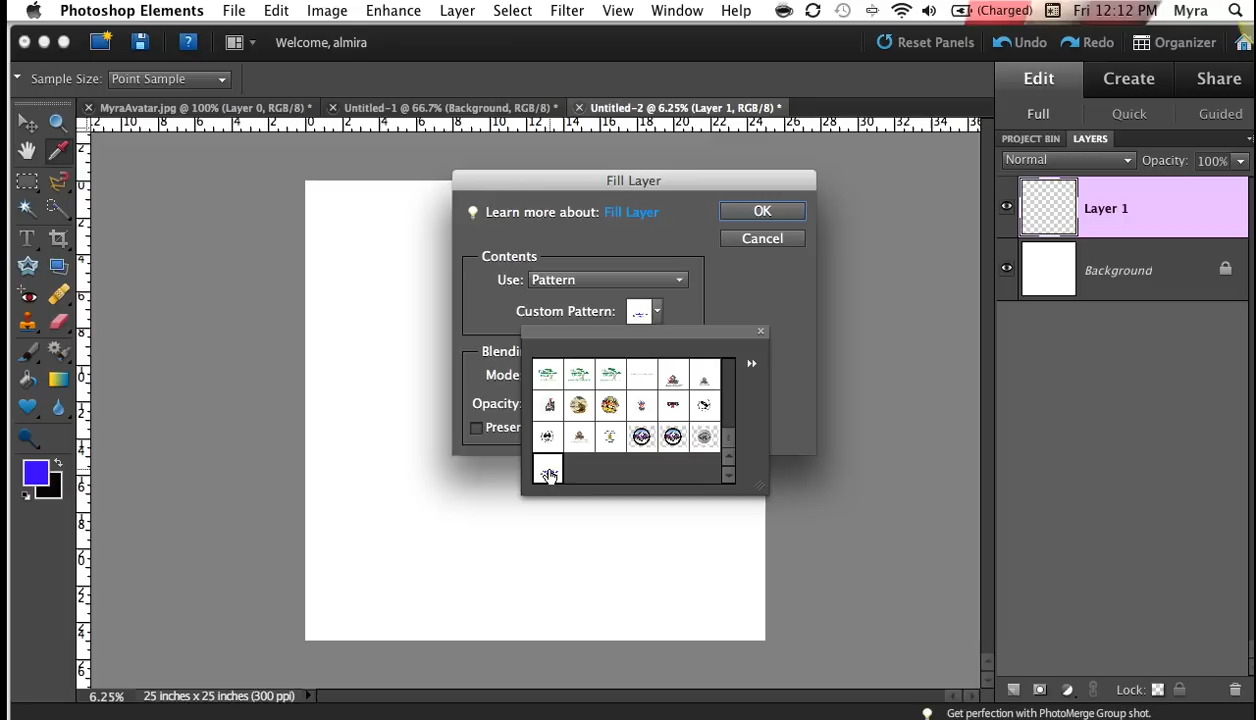 Photoshop Elements File Edit Image Enhance Layer Select Filter View Window Help (Charged) Fri 12:12 PM Myra
? Welcome, almira Reset Panels Undo Redo Organizer
Sample Size: Point Sample Edit Create Share
MyraAvatar.jpg @ 100% (Layer 0, RGB/8) * Untitled-1 @ 66.7% (Background, RGB/8) * Untitled-2 @ 6.25% (Layer 1, RGB/8) * Full Quick Guided
PROJECT BIN LAYERS
Normal Opacity: 100%
Fill Layer
Learn more about: Fill Layer OK
Cancel
Layer 1
Contents
Use: Pattern
Background
Custom Pattern:
Blendi
Mode
Opacity:
Preser
6.25% 25 inches x 25 inches (300 ppi) Lock:
Get perfection with PhotoMerge Group shot.